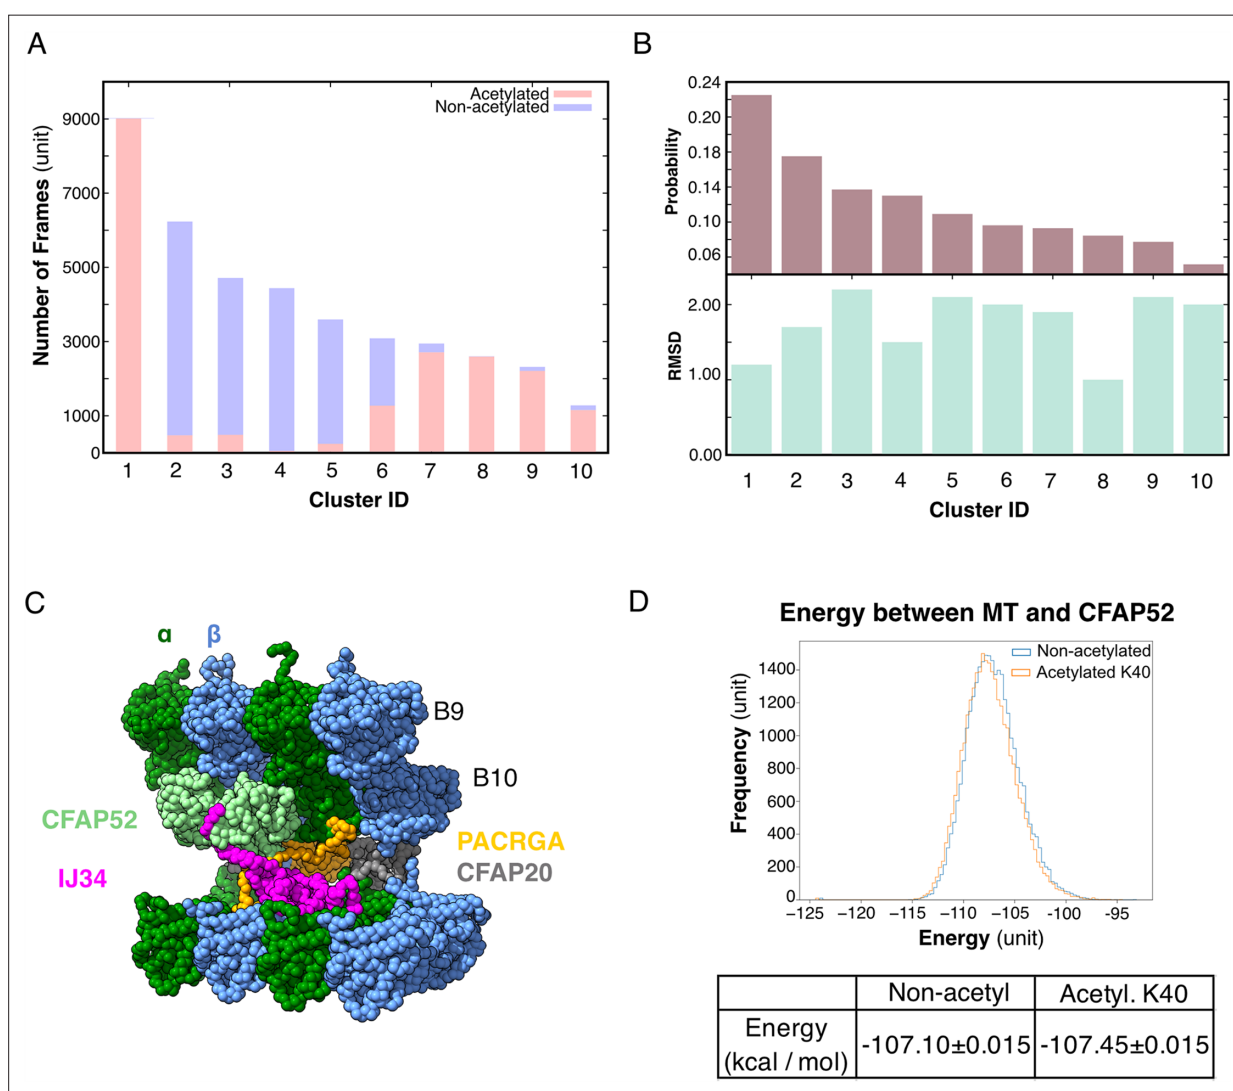 A
Acetylated
Non-acetylated
Number of Frames (unit)
9000
7000
5000
3000
1000
0
1 2 3 4 5 6 7 8 9 10
Cluster ID
B
Probability
0.24
0.20
0.14
0.10
0.06
RMSD
2.00
1.00
0.00
1 2 3 4 5 6 7 8 9 10
Cluster ID
C
α β
B9
B10
CFAP52
PACRGA
IJ34
CFAP20
D
Energy between MT and CFAP52
Non-acetylated
Acetylated K40
Frequency (unit)
1400
1200
1000
800
600
400
200
0
−125 −120 −115 −110 −105 −100 -95
Energy (unit)
Non-acetyl Acetyl. K40
Energy
(kcal / mol)
-107.10±0.015 -107.45±0.015